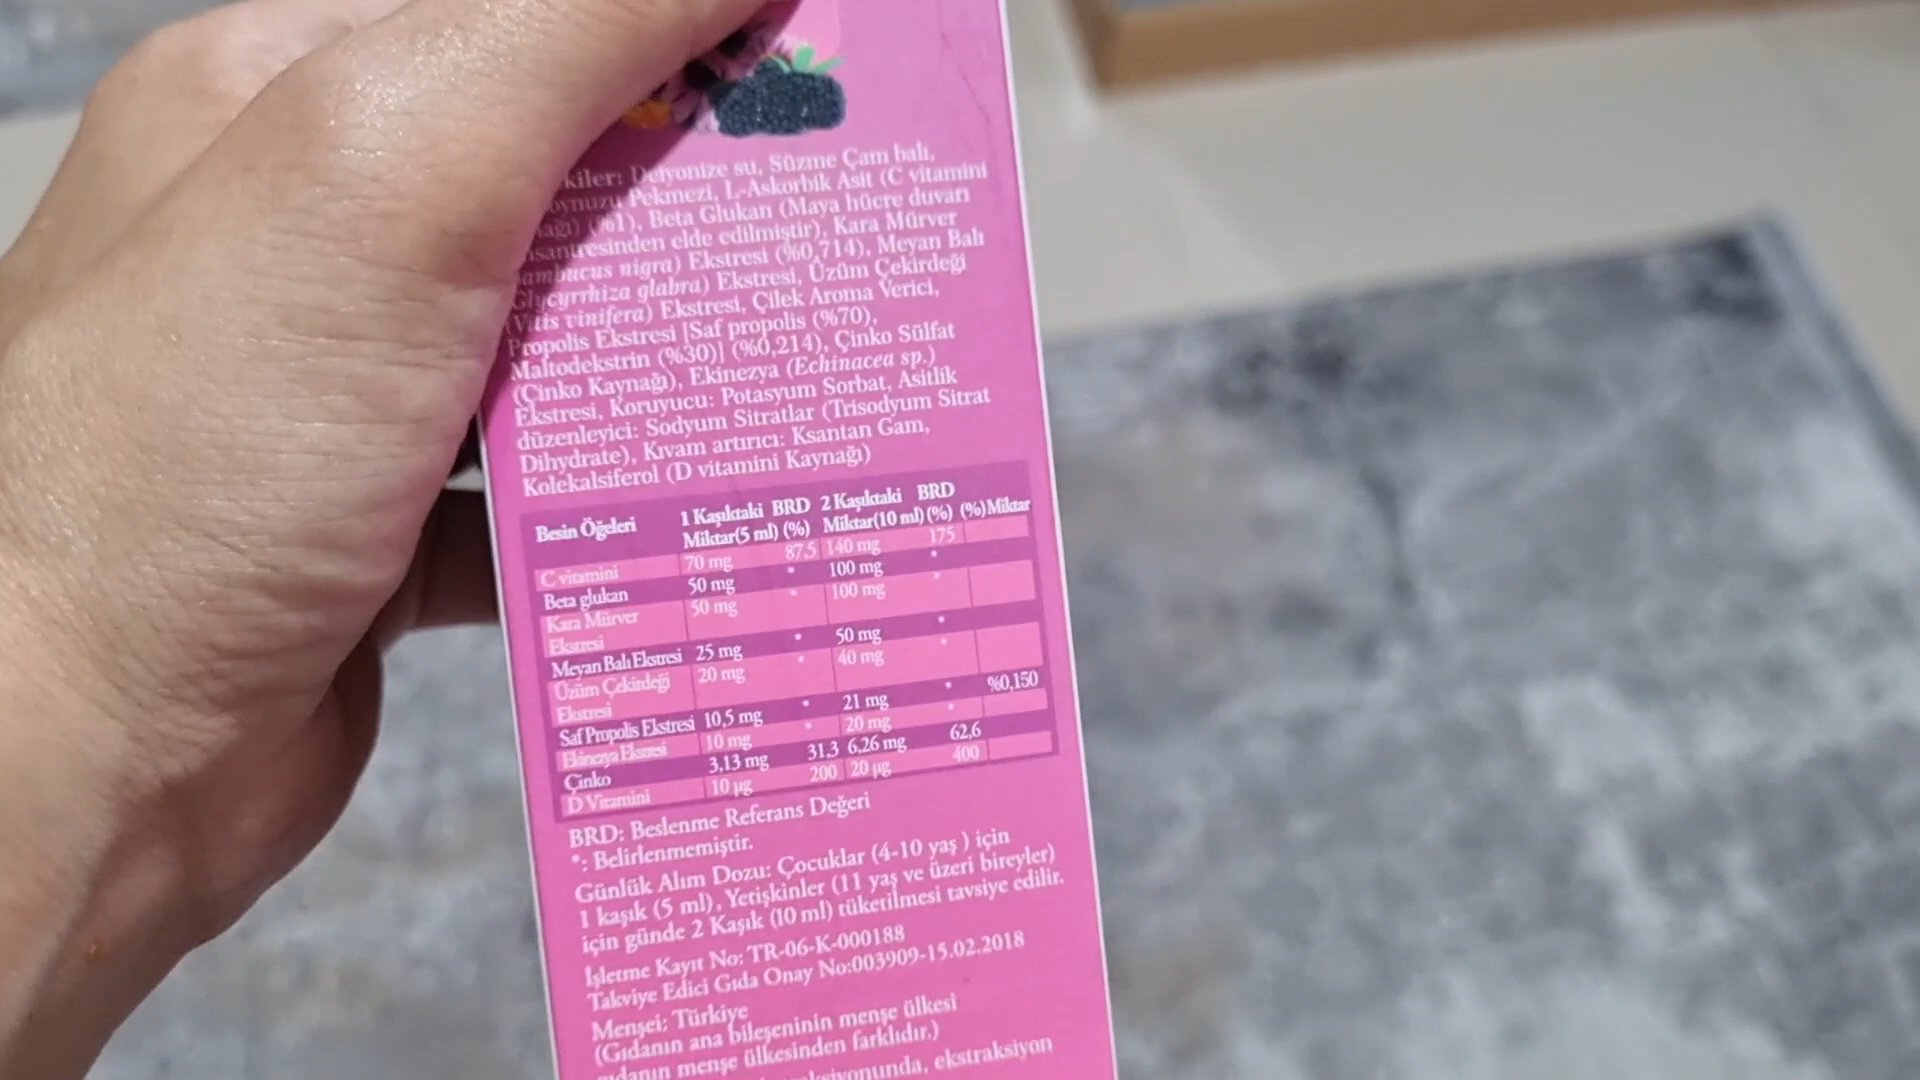 Deiyonize su, Süzme Çam balı,
Pekmezi, L-Askorbik Asit (C vitamini
(%1), Beta Glukan (Maya hücre duvarı
elde edilmiştir), Kara Mürver
nigra) Ekstresi (%0,714), Meyan Balı
Glycyrrhiza glabra) Ekstresi, Üzüm Çekirdeği
(Vitis vinifera) Ekstresi, Çilek Aroma Verici,
Propolis Ekstresi [Saf propolis (%70),
Maltodekstrin (%30)] (%0,214), Çinko Sülfat
(Çinko Kaynağı), Ekinezya (Echinacea sp.)
Ekstresi, Koruyucu: Potasyum Sorbat, Asitlik
düzenleyici: Sodyum Sitratlar (Trisodyum Sitrat
Dihydrate), Kıvam artırıcı: Ksantan Gam,
Kolekalsiferol (D vitamini Kaynağı)
Besin Öğeleri 1 Kaşıktaki Miktar(5 ml) BRD (%) 2 Kaşıktaki Miktar(10 ml) BRD (%) (%)Miktar
C vitamini 70 mg 87,5 140 mg 175
Beta glukan 50 mg * 100 mg *
Kara Mürver Ekstresi 50 mg * 100 mg *
Meyan Balı Ekstresi 25 mg * 50 mg *
Üzüm Çekirdeği Ekstresi 20 mg * 40 mg *
Saf Propolis Ekstresi 10,5 mg * 21 mg * %0,150
Ekinezya Ekstresi 10 mg * 20 mg *
Çinko 3,13 mg 31,3 6,26 mg 62,6
D Vitamini 10 µg 200 20 µg 400
BRD: Beslenme Referans Değeri
*: Belirlenmemiştir.
Günlük Alım Dozu: Çocuklar (4-10 yaş ) için
1 kaşık (5 ml), Yetişkinler (11 yaş ve üzeri bireyler)
için günde 2 Kaşık (10 ml) tüketilmesi tavsiye edilir.
İşletme Kayıt No: TR-06-K-000188
Takviye Edici Gıda Onay No:003909-15.02.2018
Menşei: Türkiye
(Gıdanın ana bileşeninin menşe ülkesi
gıdanın menşe ülkesinden farklıdır.)
ekstraksiyon